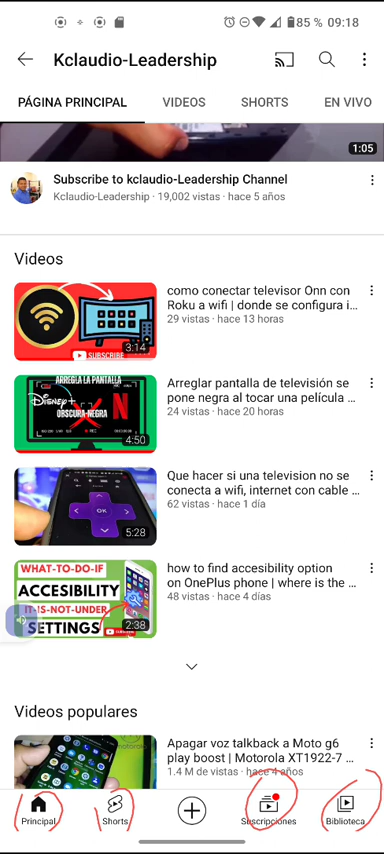 85 % 09:18
Kclaudio-Leadership
PÁGINA PRINCIPAL VIDEOS SHORTS EN VIVO
1:05
Subscribe to kclaudio-Leadership Channel
Kclaudio-Leadership · 19,002 vistas · hace 5 años
Videos
como conectar televisor Onn con
Roku a wifi | donde se configura i...
29 vistas · hace 13 horas
SUBSCRIBE
3:14
ARREGLA LA PANTALLA
Disney+
N
OBSCURA-NEGRA
4:50
Arreglar pantalla de televisión se
pone negra al tocar una película ...
24 vistas · hace 20 horas
OK
5:28
Que hacer si una television no se
conecta a wifi, internet con cable ...
62 vistas · hace 1 día
WHAT-TO-DO-IF
ACCESIBILITY
IT-IS-NOT-UNDER
SETTINGS
2:38
how to find accesibility option
on OnePlus phone | where is the ...
48 vistas · hace 4 días
Videos populares
Apagar voz talkback a Moto g6
play boost | Motorola XT1922-7 ...
1.4 M de vistas · hace 4 años
Principal Shorts Suscripciones Biblioteca